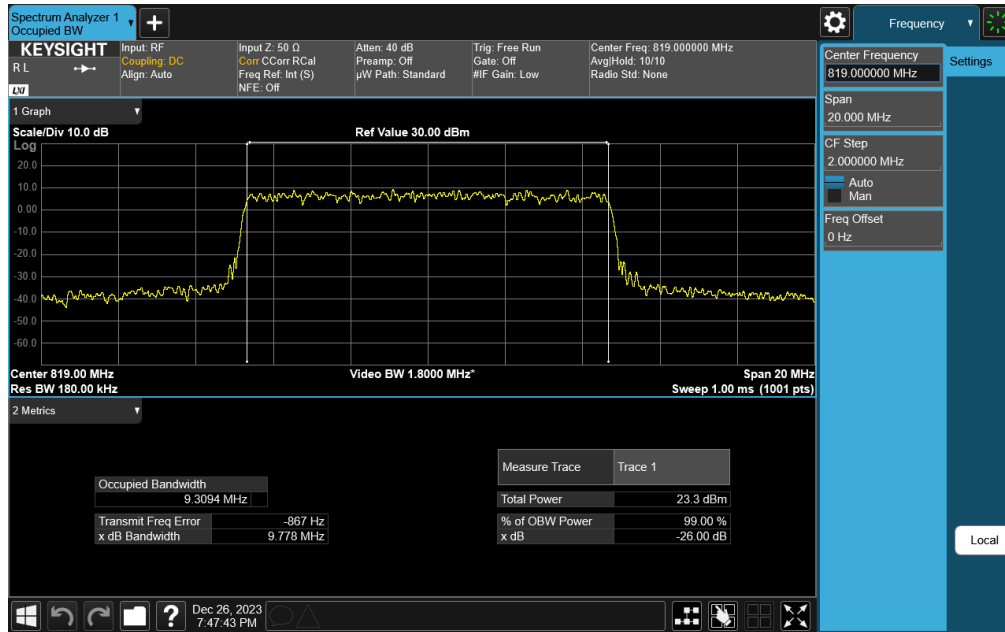 Spectrum Analyzer 1
Occupied BW
+
Frequency
KEYSIGHT
R L
LXI
Input: RF
Coupling: DC
Align: Auto
Input Z: 50 Ω
Corr CCorr RCal
Freq Ref: Int (S)
NFE: Off
Atten: 40 dB
Preamp: Off
µW Path: Standard
Trig: Free Run
Gate: Off
#IF Gain: Low
Center Freq: 819.000000 MHz
Avg|Hold: 10/10
Radio Std: None
Center Frequency
819.000000 MHz
Settings
Span
20.000 MHz
CF Step
2.000000 MHz
Auto
Man
Freq Offset
0 Hz
1 Graph
Scale/Div 10.0 dB
Ref Value 30.00 dBm
Log
20.0
10.0
0.00
-10.0
-20.0
-30.0
-40.0
-50.0
-60.0
Center 819.00 MHz
Video BW 1.8000 MHz*
Span 20 MHz
Res BW 180.00 kHz
Sweep 1.00 ms (1001 pts)
2 Metrics
Measure Trace
Trace 1
Occupied Bandwidth
9.3094 MHz
Total Power
23.3 dBm
Transmit Freq Error
-867 Hz
% of OBW Power
99.00 %
x dB Bandwidth
9.778 MHz
x dB
-26.00 dB
Local
?
Dec 26, 2023
7:47:43 PM